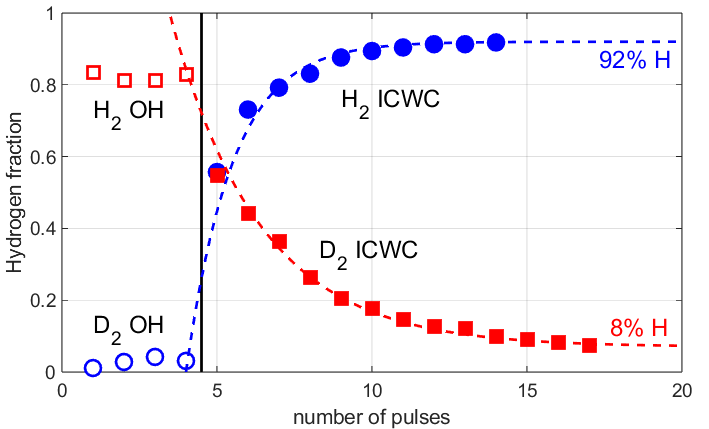 1
0.8
0.6
0.4
0.2
0
Hydrogen fraction
H2 OH
H2 ICWC
92% H
D2 ICWC
D2 OH
8% H
0 5 10 15 20
number of pulses